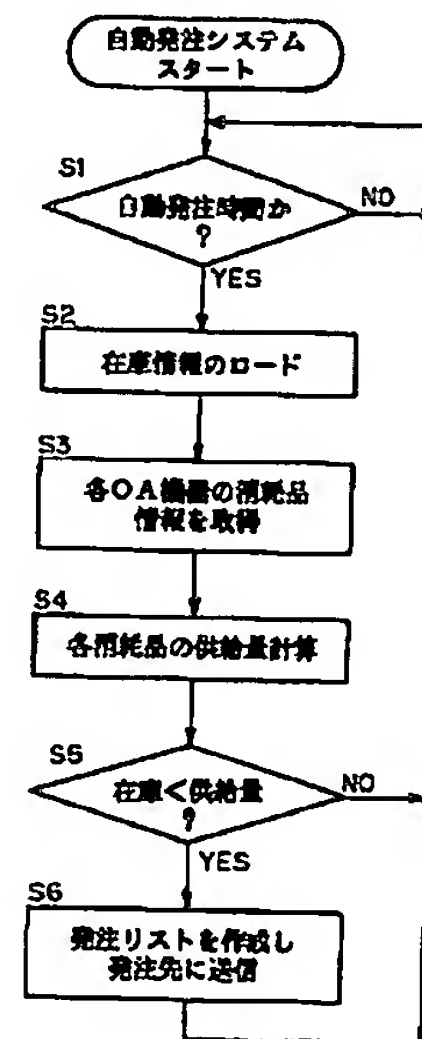 自動発注システム
スタート
S1
自動発注時間か
?
NO
YES
S2
在庫情報のロード
S3
各OA機器の消耗品
情報を取得
S4
各消耗品の供給量計算
S5
在庫<供給量
?
NO
YES
S6
発注リストを作成し
発注先に送信